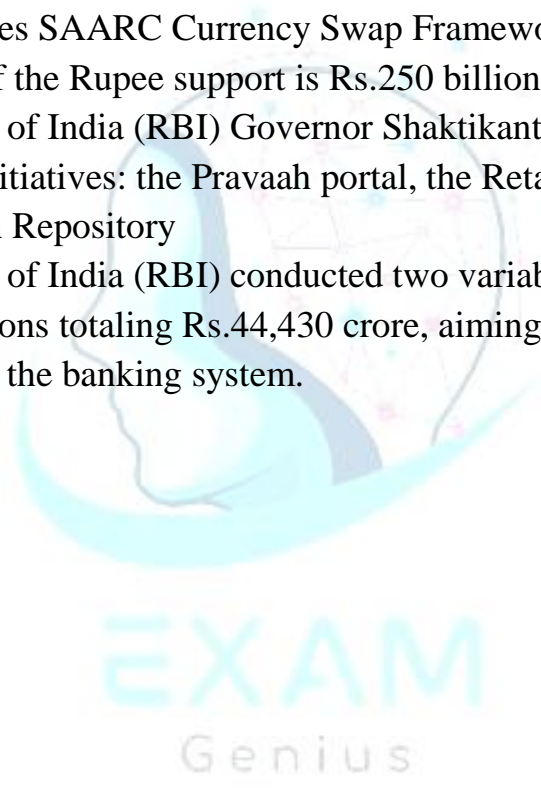 es SAARC Currency Swap Framewo
f the Rupee support is Rs.250 billion
of India (RBI) Governor Shaktikant
itiatives: the Pravaah portal, the Reta
Repository
of India (RBI) conducted two variab
ons totaling Rs.44,430 crore, aiming
the banking system.
EXAM
Genius